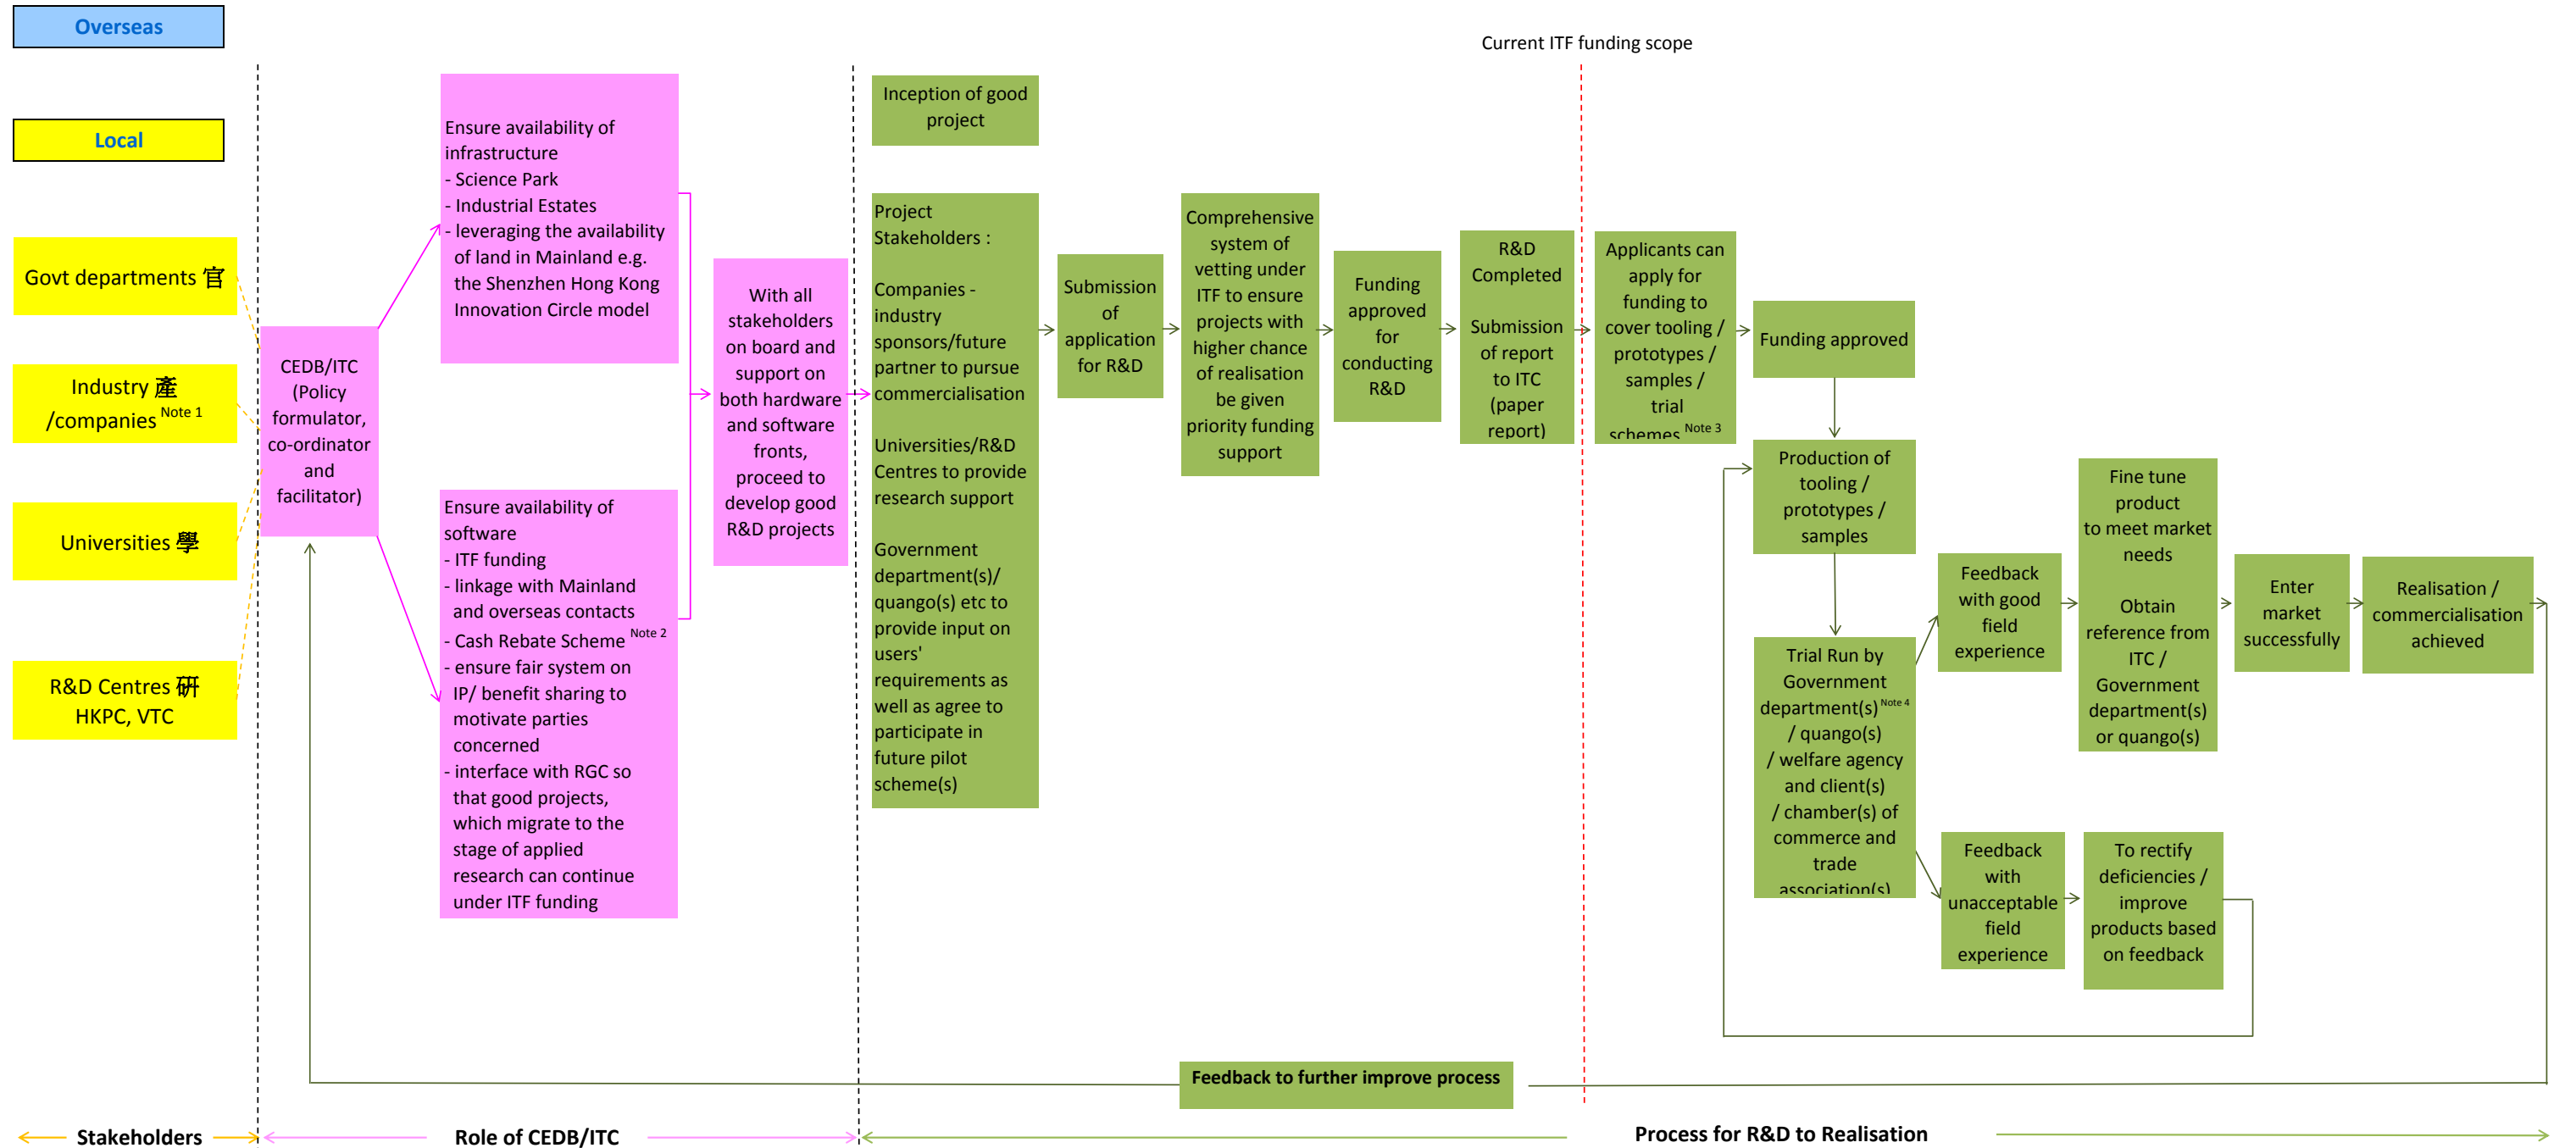 Overseas
Local
Govt departments 官
Industry 產
/companies Note 1
Universities 學
R&D Centres 研
HKPC, VTC
CEDB/ITC
(Policy
formulator,
co-ordinator
and
facilitator)
Ensure availability of
infrastructure
- Science Park
- Industrial Estates
- leveraging the availability
of land in Mainland e.g.
the Shenzhen Hong Kong
Innovation Circle model
Ensure availability of
software
- ITF funding
- linkage with Mainland
and overseas contacts
- Cash Rebate Scheme Note 2
- ensure fair system on
IP/ benefit sharing to
motivate parties
concerned
- interface with RGC so
that good projects,
which migrate to the
stage of applied
research can continue
under ITF funding
With all
stakeholders
on board and
support on
both hardware
and software
fronts,
proceed to
develop good
R&D projects
Inception of good
project
Project
Stakeholders :
Companies -
industry
sponsors/future
partner to pursue
commercialisation
Universities/R&D
Centres to provide
research support
Government
department(s)/
quango(s) etc to
provide input on
users'
requirements as
well as agree to
participate in
future pilot
scheme(s)
Submission
of
application
for R&D
Comprehensive
system of
vetting under
ITF to ensure
projects with
higher chance
of realisation
be given
priority funding
support
Funding
approved
for
conducting
R&D
R&D
Completed
Submission
of report
to ITC
(paper
report)
Current ITF funding scope
Applicants can
apply for
funding to
cover tooling /
prototypes /
samples /
trial
schemes Note 3
Funding approved
Production of
tooling /
prototypes /
samples
Trial Run by
Government
department(s) Note 4
/ quango(s)
/ welfare agency
and client(s)
/ chamber(s) of
commerce and
trade
association(s)
Feedback
with good
field
experience
Fine tune
product
to meet market
needs
Obtain
reference from
ITC /
Government
department(s)
or quango(s)
Enter
market
successfully
Realisation /
commercialisation
achieved
Feedback
with
unacceptable
field
experience
To rectify
deficiencies /
improve
products based
on feedback
Feedback to further improve process
Stakeholders
Role of CEDB/ITC
Process for R&D to Realisation